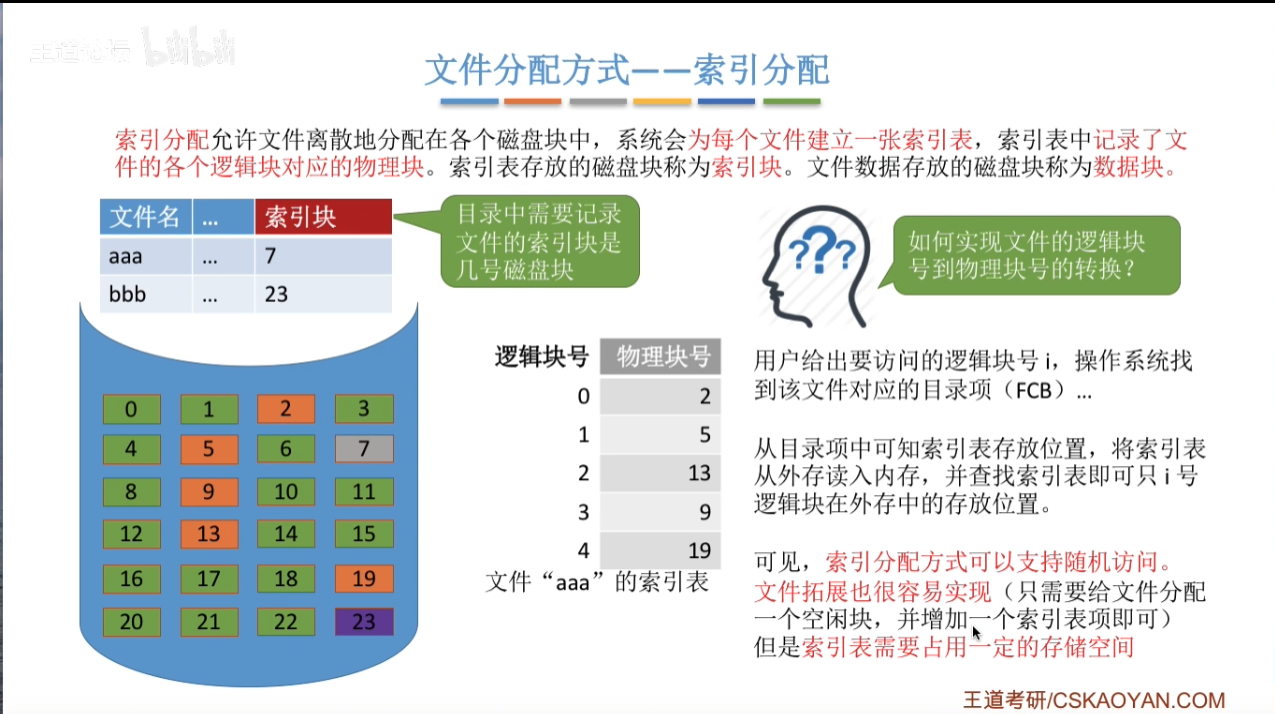 王道论坛 bilibili
文件分配方式——索引分配
索引分配允许文件离散地分配在各个磁盘块中，系统会为每个文件建立一张索引表，索引表中记录了文
件的各个逻辑块对应的物理块。索引表存放的磁盘块称为索引块。文件数据存放的磁盘块称为数据块。
文件名 ... 索引块
aaa ... 7
bbb ... 23
目录中需要记录
文件的索引块是
几号磁盘块
???
如何实现文件的逻辑块
号到物理块号的转换？
0 1 2 3
4 5 6 7
8 9 10 11
12 13 14 15
16 17 18 19
20 21 22 23
逻辑块号 物理块号
0 2
1 5
2 13
3 9
4 19
文件“aaa”的索引表
用户给出要访问的逻辑块号 i，操作系统找
到该文件对应的目录项（FCB）...
从目录项中可知索引表存放位置，将索引表
从外存读入内存，并查找索引表即可只 i 号
逻辑块在外存中的存放位置。
可见，索引分配方式可以支持随机访问。
文件拓展也很容易实现（只需要给文件分配
一个空闲块，并增加一个索引表项即可）
但是索引表需要占用一定的存储空间
王道考研/CSKAOYAN.COM